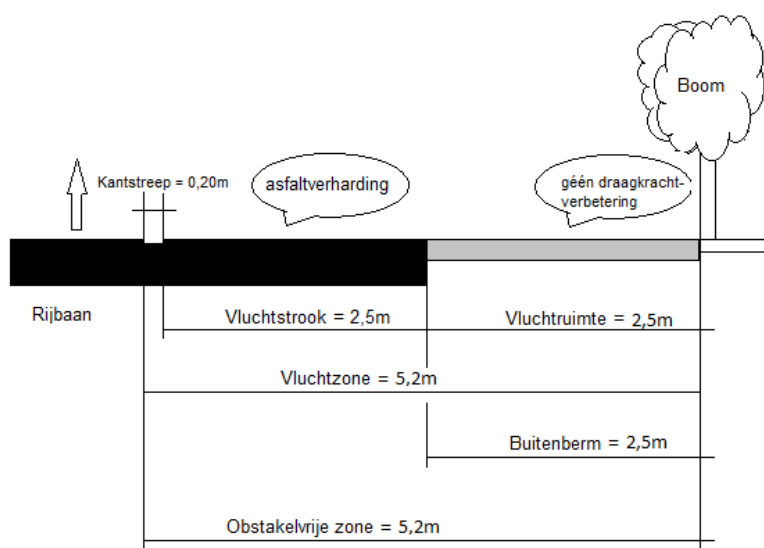 Boom
Kantstreep = 0,20m
asfaltverharding
géén draagkracht-
verbetering
Rijbaan
Vluchtstrook = 2,5m
Vluchtruimte = 2,5m
Vluchtzone = 5,2m
Buitenberm = 2,5m
Obstakelvrije zone = 5,2m